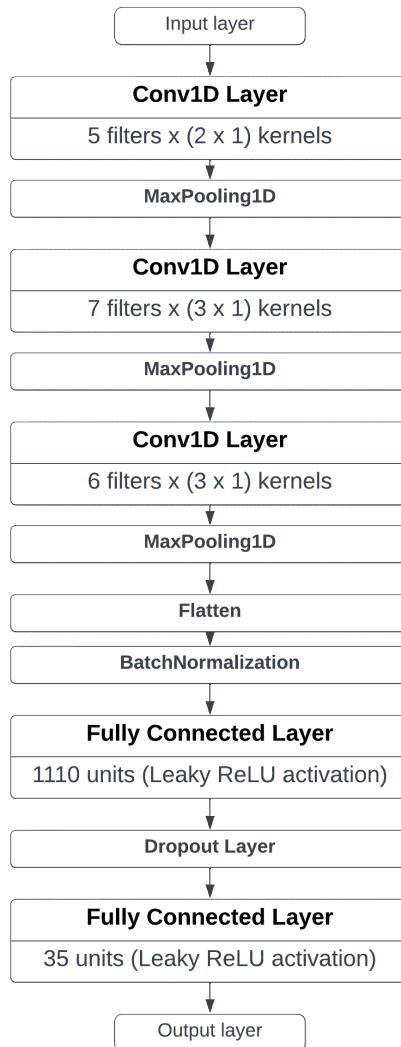 Input layer
Conv1D Layer
5 filters x (2 x 1) kernels
MaxPooling1D
Conv1D Layer
7 filters x (3 x 1) kernels
MaxPooling1D
Conv1D Layer
6 filters x (3 x 1) kernels
MaxPooling1D
Flatten
BatchNormalization
Fully Connected Layer
1110 units (Leaky ReLU activation)
Dropout Layer
Fully Connected Layer
35 units (Leaky ReLU activation)
Output layer